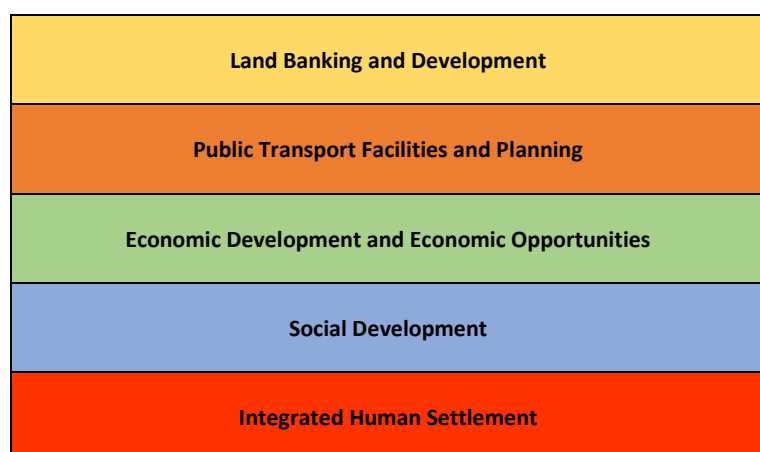 Land Banking and Development
Public Transport Facilities and Planning
Economic Development and Economic Opportunities
Social Development
Integrated Human Settlement